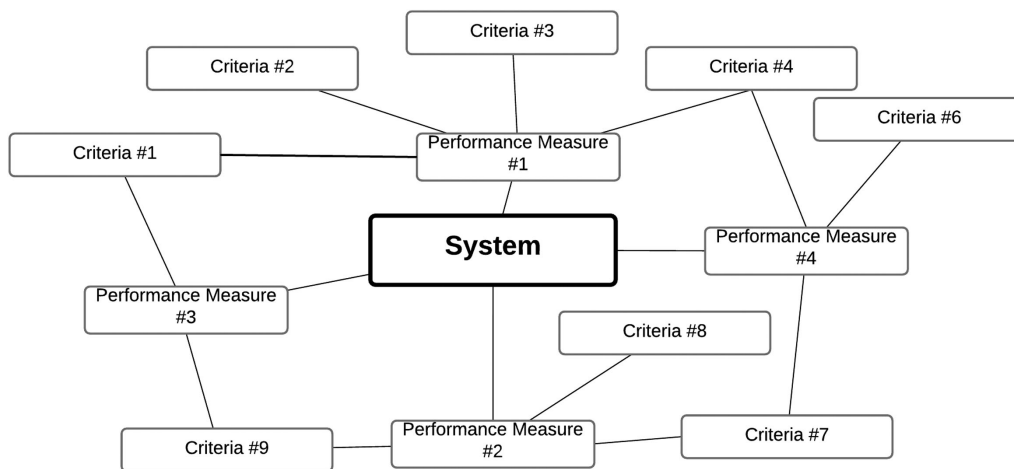 Criteria #3
Criteria #2
Criteria #4
Criteria #6
Criteria #1
Performance Measure
#1
System
Performance Measure
#4
Performance Measure
#3
Criteria #8
Criteria #9
Performance Measure
#2
Criteria #7